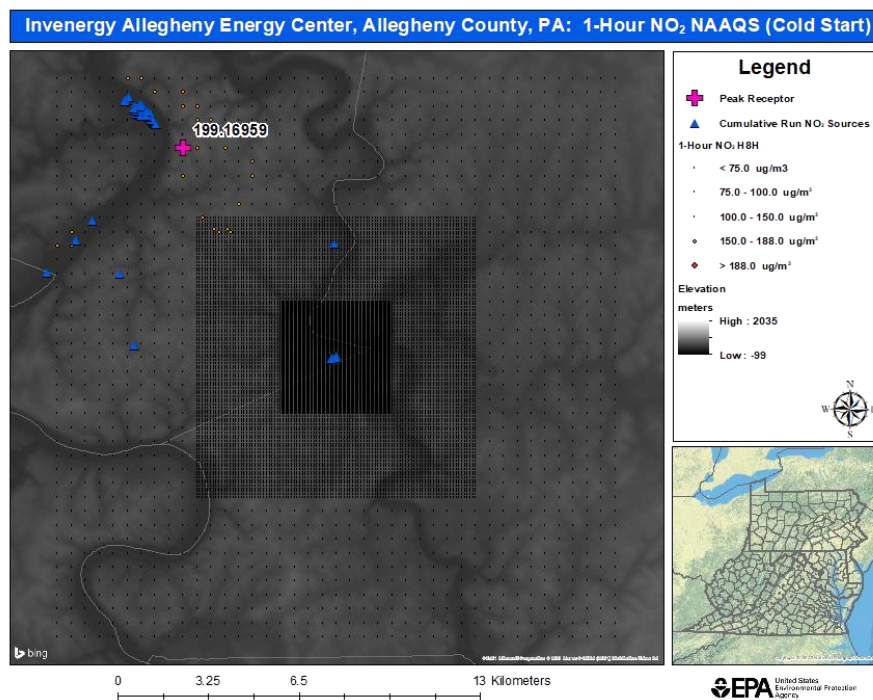 Invenergy Allegheny Energy Center, Allegheny County, PA: 1-Hour NO₂ NAAQS (Cold Start)
199.16959
Legend
Peak Receptor
Cumulative Run NO₂ Sources
1-Hour NO₂ H8H
< 75.0 ug/m3
75.0 - 100.0 ug/m³
100.0 - 150.0 ug/m³
150.0 - 188.0 ug/m³
> 188.0 ug/m³
Elevation
meters
High : 2035
Low : -99
N
W
E
S
bing
0 3.25 6.5 13 Kilometers
EPA United States
Environmental Protection
Agency